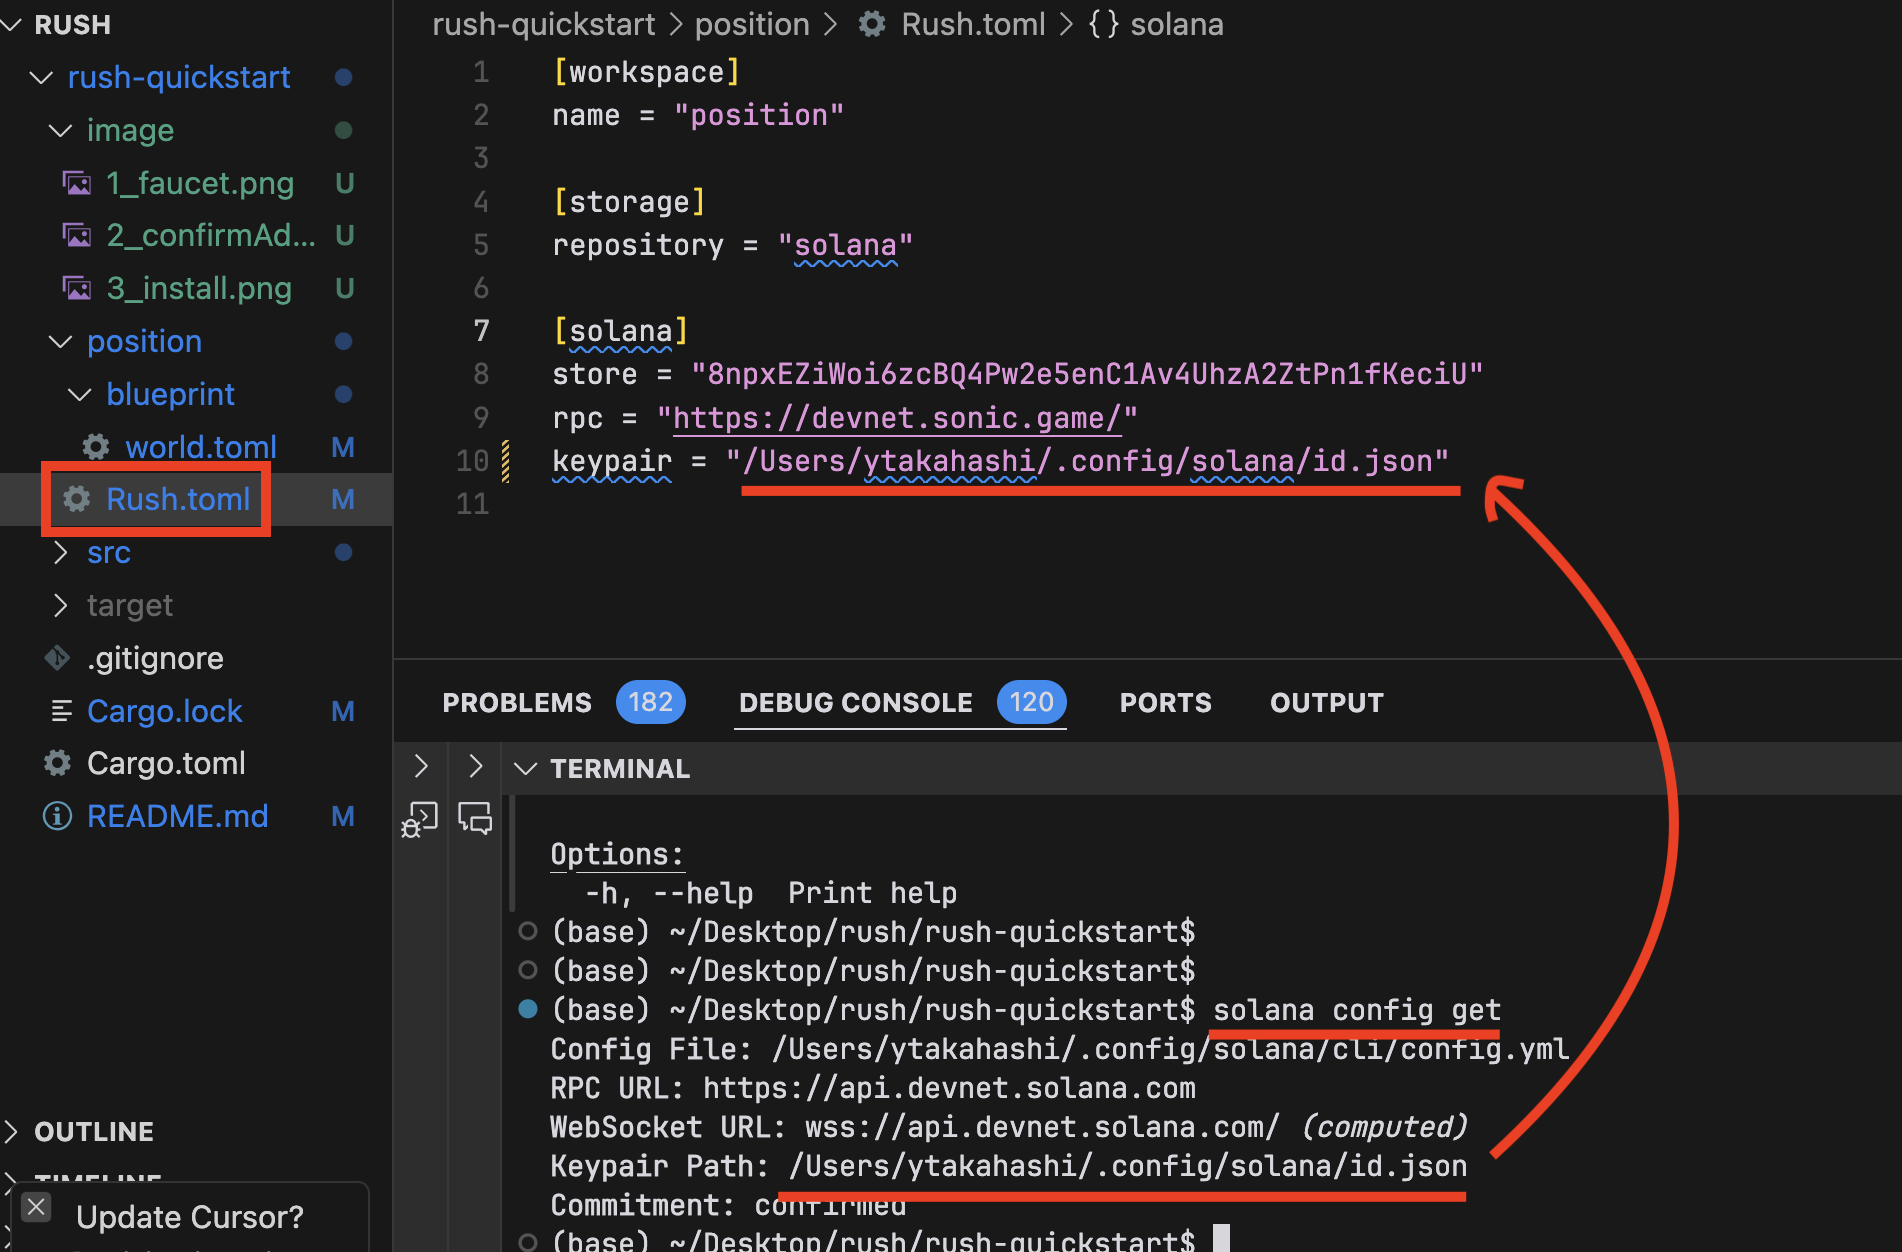 RUSH
rush-quickstart
image
1_faucet.png U
2_confirmAd... U
3_install.png U
position
blueprint
world.toml M
Rush.toml M
src
target
.gitignore
Cargo.lock M
Cargo.toml
README.md M
OUTLINE
TIMELINE
Update Cursor?
rush-quickstart > position > Rush.toml > {} solana
1 [workspace]
2 name = "position"
3
4 [storage]
5 repository = "solana"
6
7 [solana]
8 store = "8npxEZiWoi6zcBQ4Pw2e5enC1Av4UhzA2ZtPn1fKeciU"
9 rpc = "https://devnet.sonic.game/"
10 keypair = "/Users/ytakahashi/.config/solana/id.json"
11
PROBLEMS 182 DEBUG CONSOLE 120 PORTS OUTPUT
TERMINAL
Options:
-h, --help Print help
(base) ~/Desktop/rush/rush-quickstart$
(base) ~/Desktop/rush/rush-quickstart$
(base) ~/Desktop/rush/rush-quickstart$ solana config get
Config File: /Users/ytakahashi/.config/solana/cli/config.yml
RPC URL: https://api.devnet.solana.com
WebSocket URL: wss://api.devnet.solana.com/ (computed)
Keypair Path: /Users/ytakahashi/.config/solana/id.json
Commitment: confirmed
(base) ~/Desktop/rush/rush-quickstart$